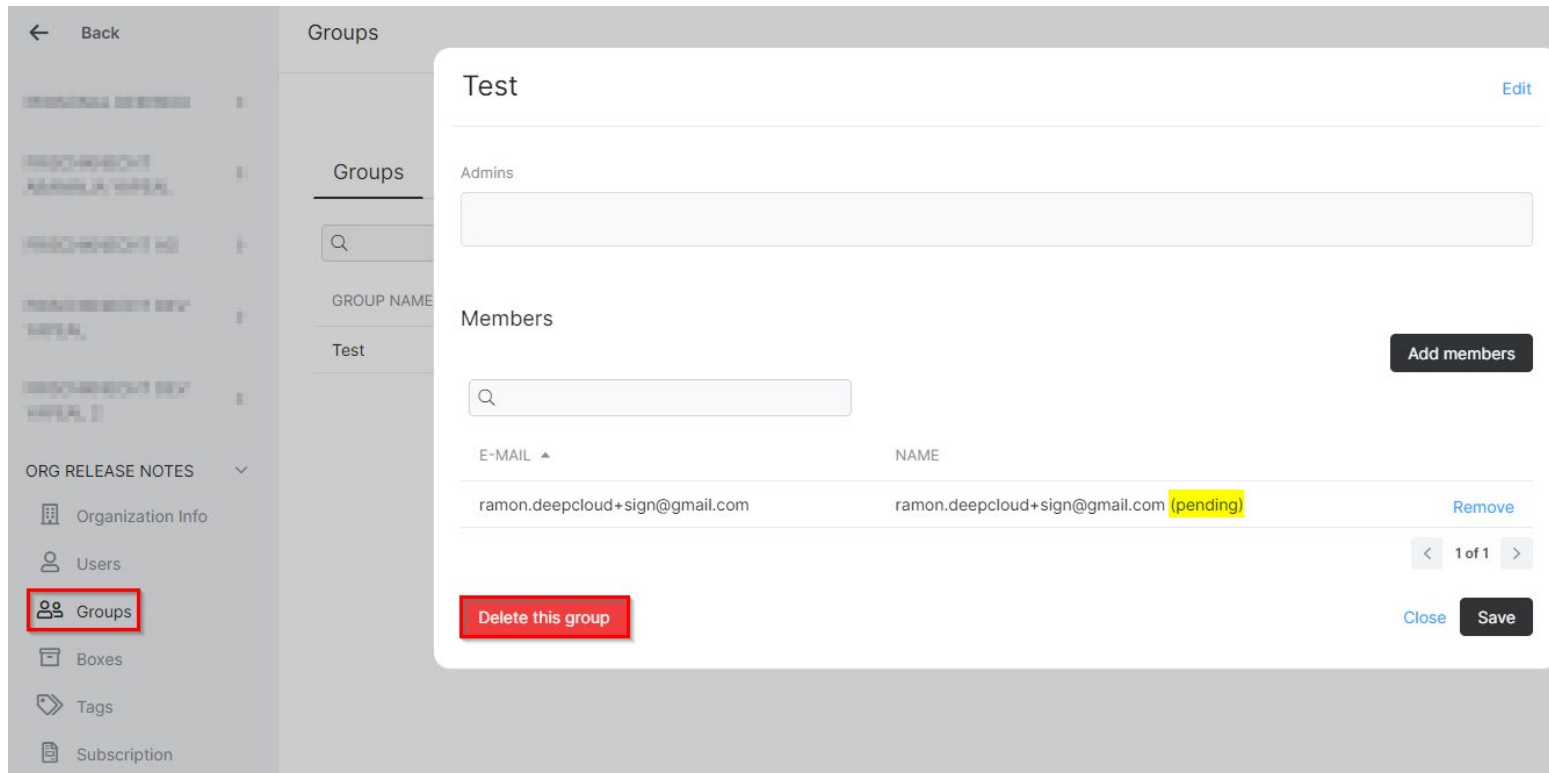 Back
Groups
Test
Edit
Groups
Admins
GROUP NAME
Members
Test
Add members
E-MAIL
NAME
ORG RELEASE NOTES
ramon.deepcloud+sign@gmail.com
ramon.deepcloud+sign@gmail.com (pending)
Remove
Organization Info
1 of 1
Users
Groups
Delete this group
Close
Save
Boxes
Tags
Subscription